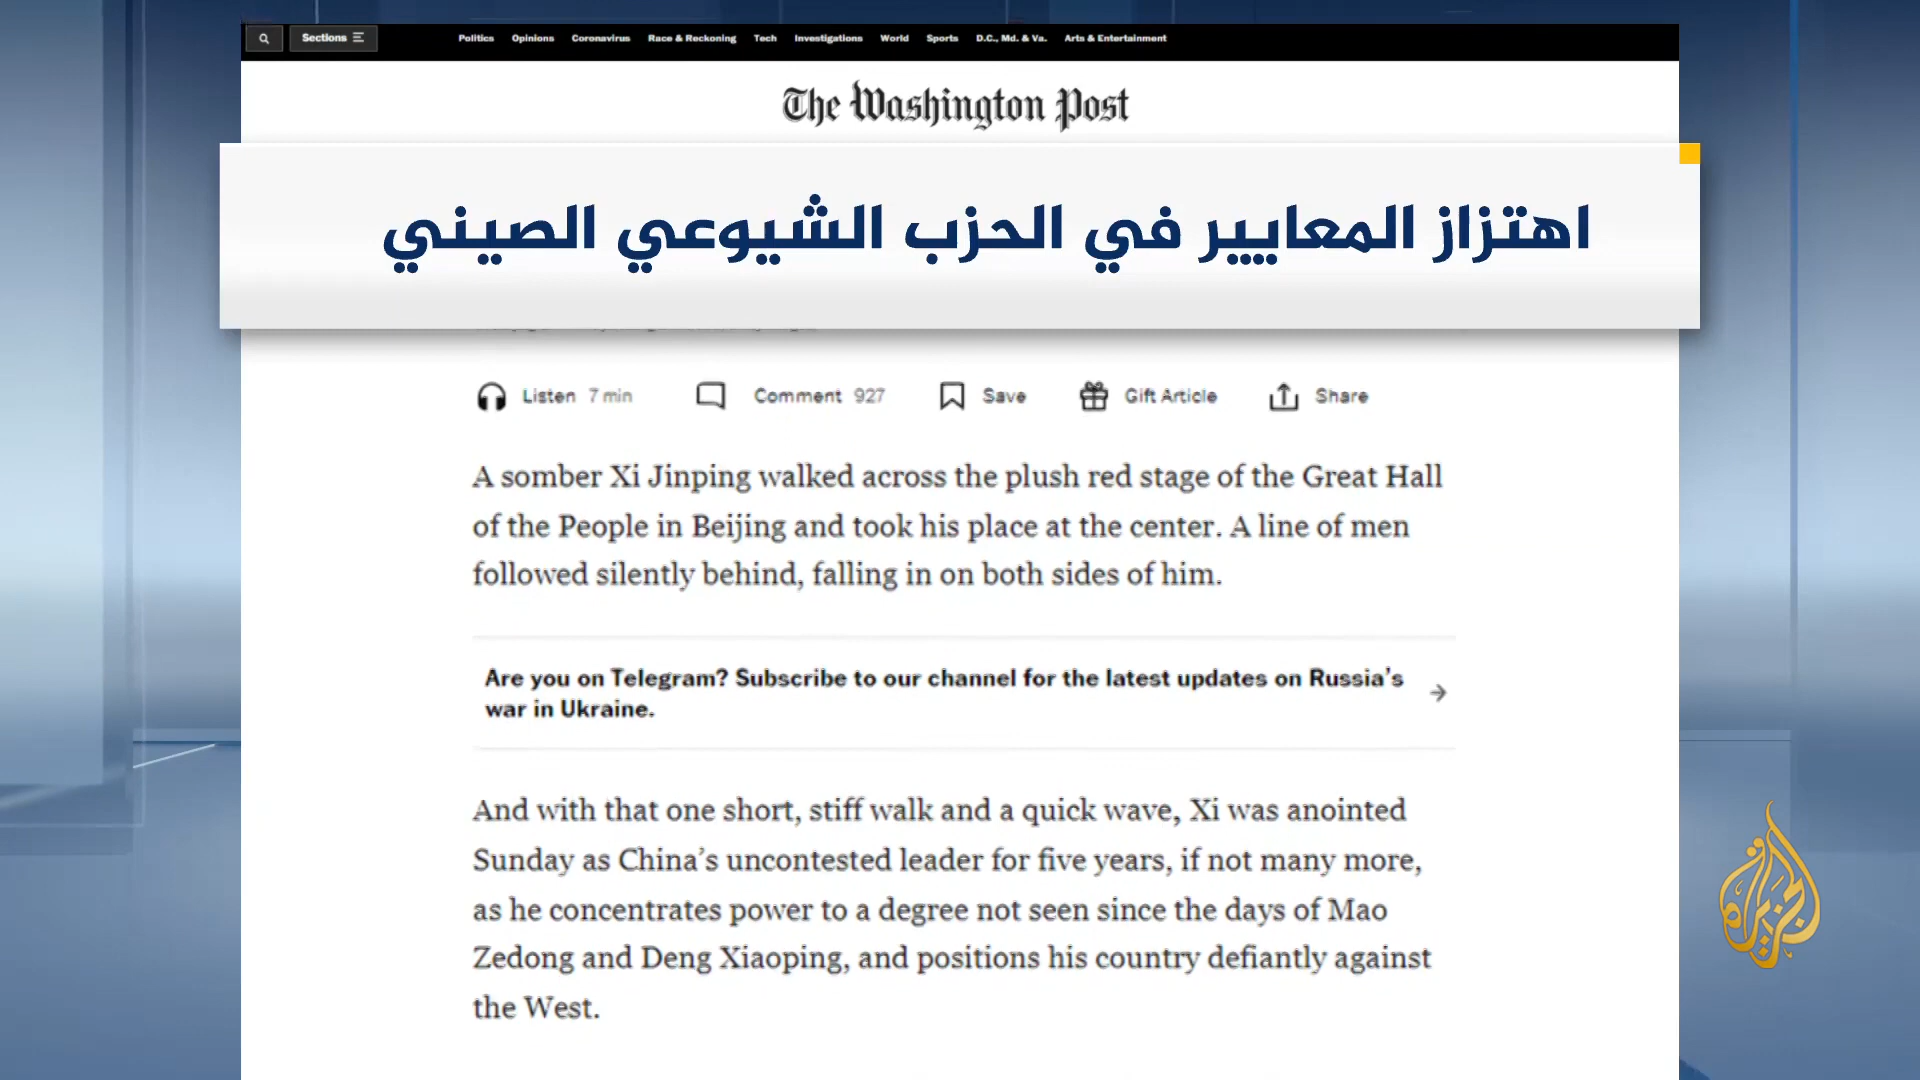 Sections
Politics Opinions Coronavirus Race & Reckoning Tech Investigations World Sports D.C., Md. & Va. Arts & Entertainment
The Washington Post
اهتزاز المعايير في الحزب الشيوعي الصيني
Listen 7 min Comment 927 Save Gift Article Share
A somber Xi Jinping walked across the plush red stage of the Great Hall
of the People in Beijing and took his place at the center. A line of men
followed silently behind, falling in on both sides of him.
Are you on Telegram? Subscribe to our channel for the latest updates on Russia's
war in Ukraine.
And with that one short, stiff walk and a quick wave, Xi was anointed
Sunday as China's uncontested leader for five years, if not many more,
as he concentrates power to a degree not seen since the days of Mao
Zedong and Deng Xiaoping, and positions his country defiantly against
the West.
الجزيرة